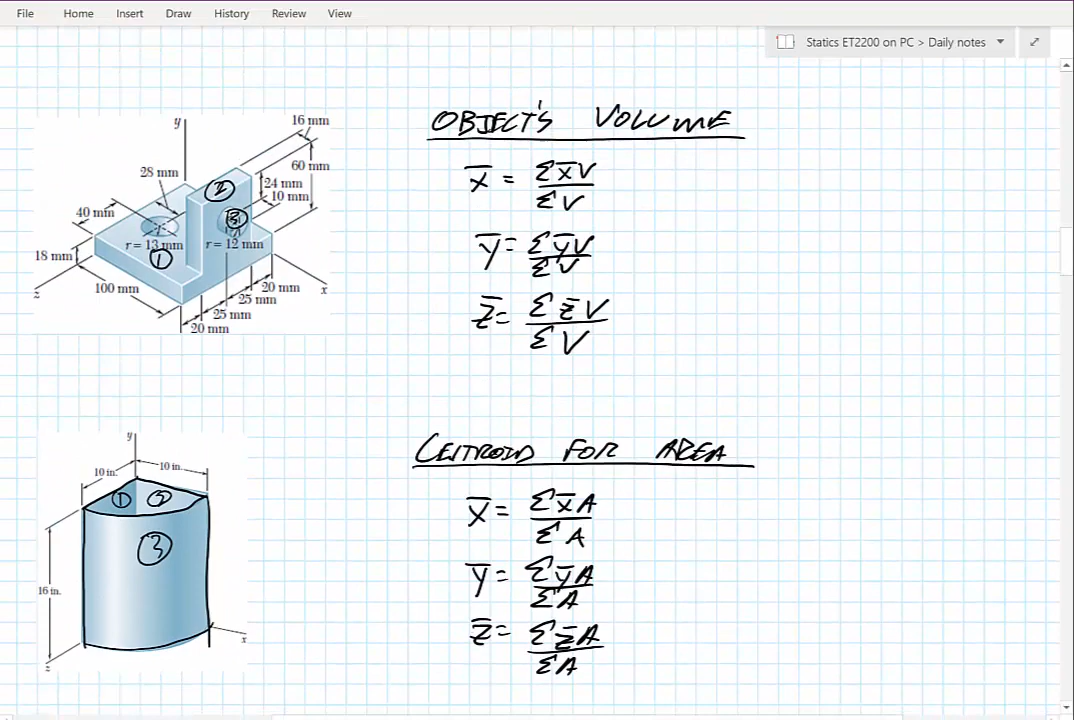 File Home Insert Draw History Review View
Statics ET2200 on PC > Daily notes
OBJECT'S VOLUME
y
16 mm
28 mm
60 mm
24 mm
10 mm
2
3
40 mm
r = 13 mm
r = 12 mm
18 mm
1
100 mm
z
x
20 mm
25 mm
25 mm
20 mm
x̄ = Σx̄V / ΣV
ȳ = ΣȳV / ΣV
z̄ = Σz̄V / ΣV
CENTROID FOR AREA
y
10 in.
10 in.
1
2
3
16 in.
x
z
x̄ = Σx̄A / ΣA
ȳ = ΣȳA / ΣA
z̄ = Σz̄A / ΣA